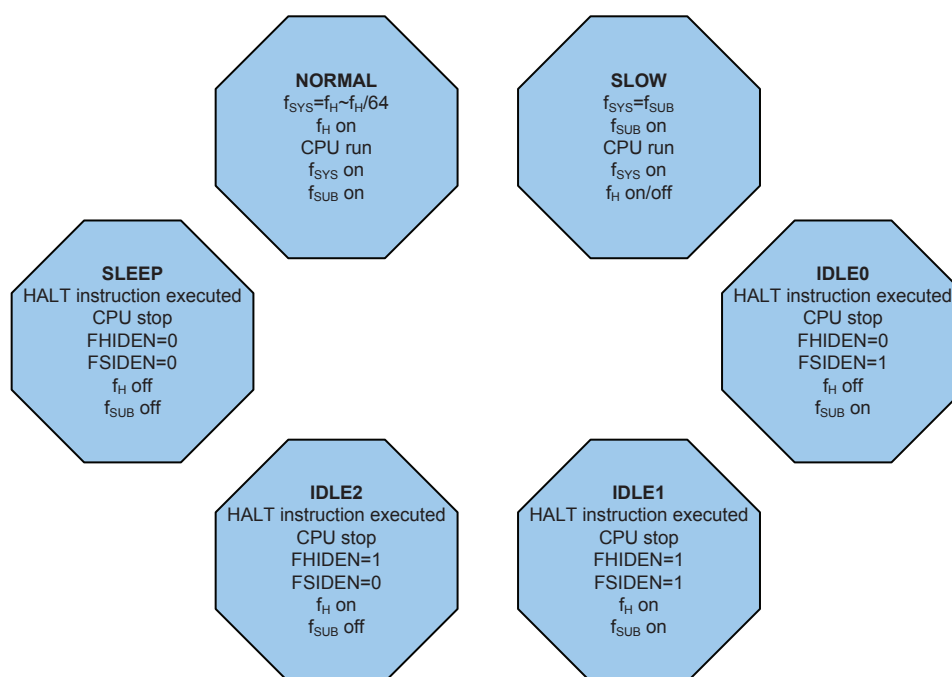 NORMAL
fSYS=fH~fH/64
fH on
CPU run
fSYS on
fSUB on
SLOW
fSYS=fSUB
fSUB on
CPU run
fSYS on
fH on/off
SLEEP
HALT instruction executed
CPU stop
FHIDEN=0
FSIDEN=0
fH off
fSUB off
IDLE0
HALT instruction executed
CPU stop
FHIDEN=0
FSIDEN=1
fH off
fSUB on
IDLE2
HALT instruction executed
CPU stop
FHIDEN=1
FSIDEN=0
fH on
fSUB off
IDLE1
HALT instruction executed
CPU stop
FHIDEN=1
FSIDEN=1
fH on
fSUB on